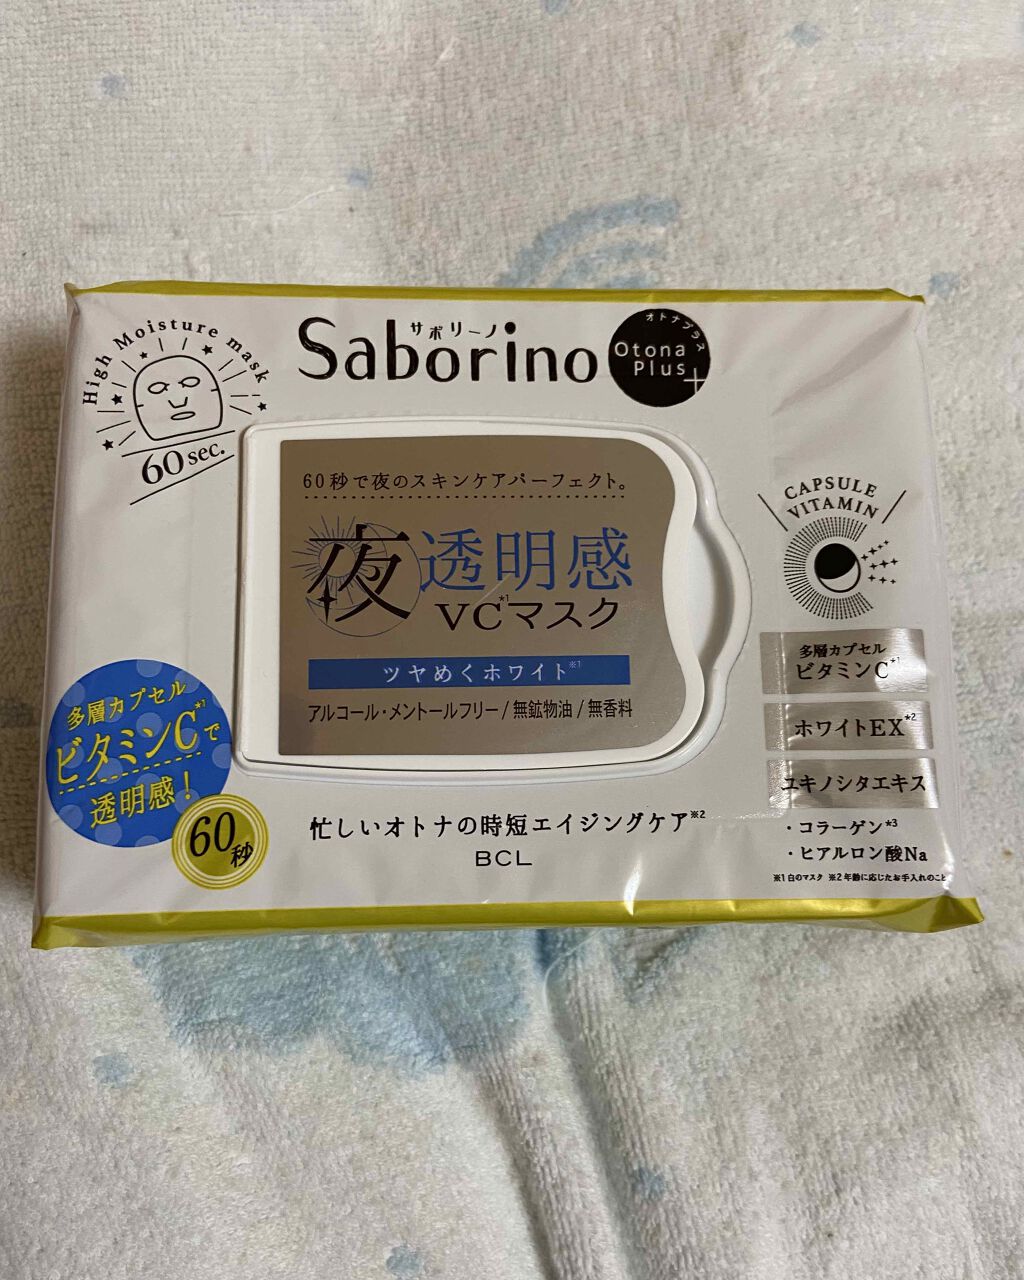 High Moisture mask
60 sec.
サボリーノ
Saborino
オトナプラス
Otona
Plus
+
60秒で夜のスキンケアパーフェクト。
夜
透明感
VC*1マスク
ツヤめくホワイト※1
アルコール・メントールフリー/無鉱物油/無香料
CAPSULE
VITAMIN
多層カプセル
ビタミンC*1
ホワイトEX*2
ユキノシタエキス
・コラーゲン*3
・ヒアルロン酸Na
※1 白のマスク ※2 年齢に応じたお手入れのこと
多層カプセル
ビタミンC*1で
透明感!
60秒
忙しいオトナの時短エイジングケア※2
BCL